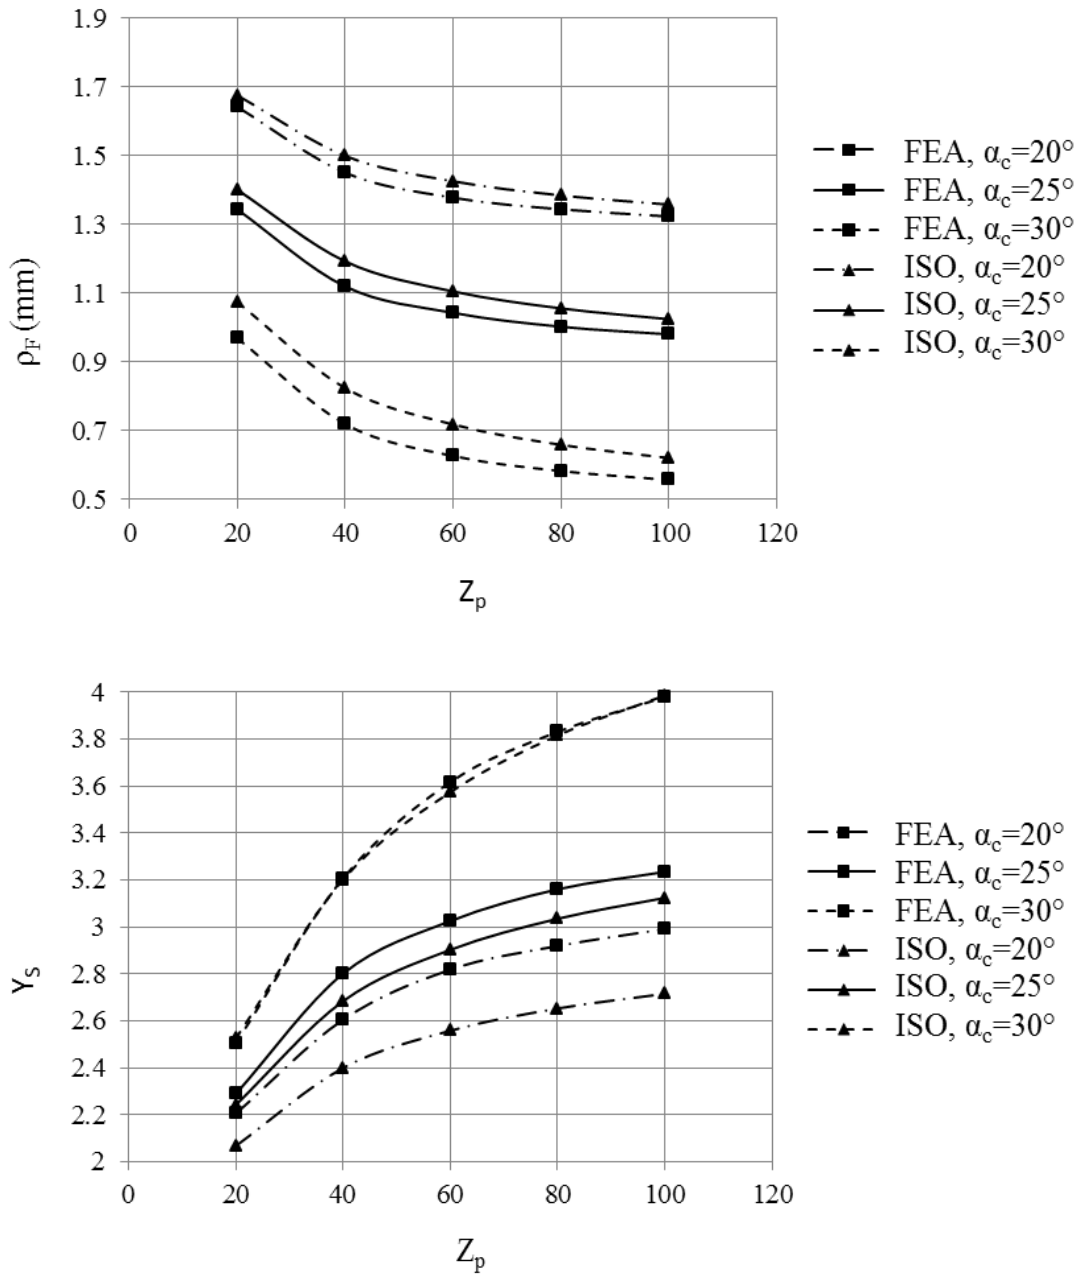 1.9
1.7
1.5
1.3
1.1
0.9
0.7
0.5
ρF (mm)
0 20 40 60 80 100 120
Zp
FEA, αc=20°
FEA, αc=25°
FEA, αc=30°
ISO, αc=20°
ISO, αc=25°
ISO, αc=30°
4
3.8
3.6
3.4
3.2
3
2.8
2.6
2.4
2.2
2
YS
0 20 40 60 80 100 120
Zp
FEA, αc=20°
FEA, αc=25°
FEA, αc=30°
ISO, αc=20°
ISO, αc=25°
ISO, αc=30°